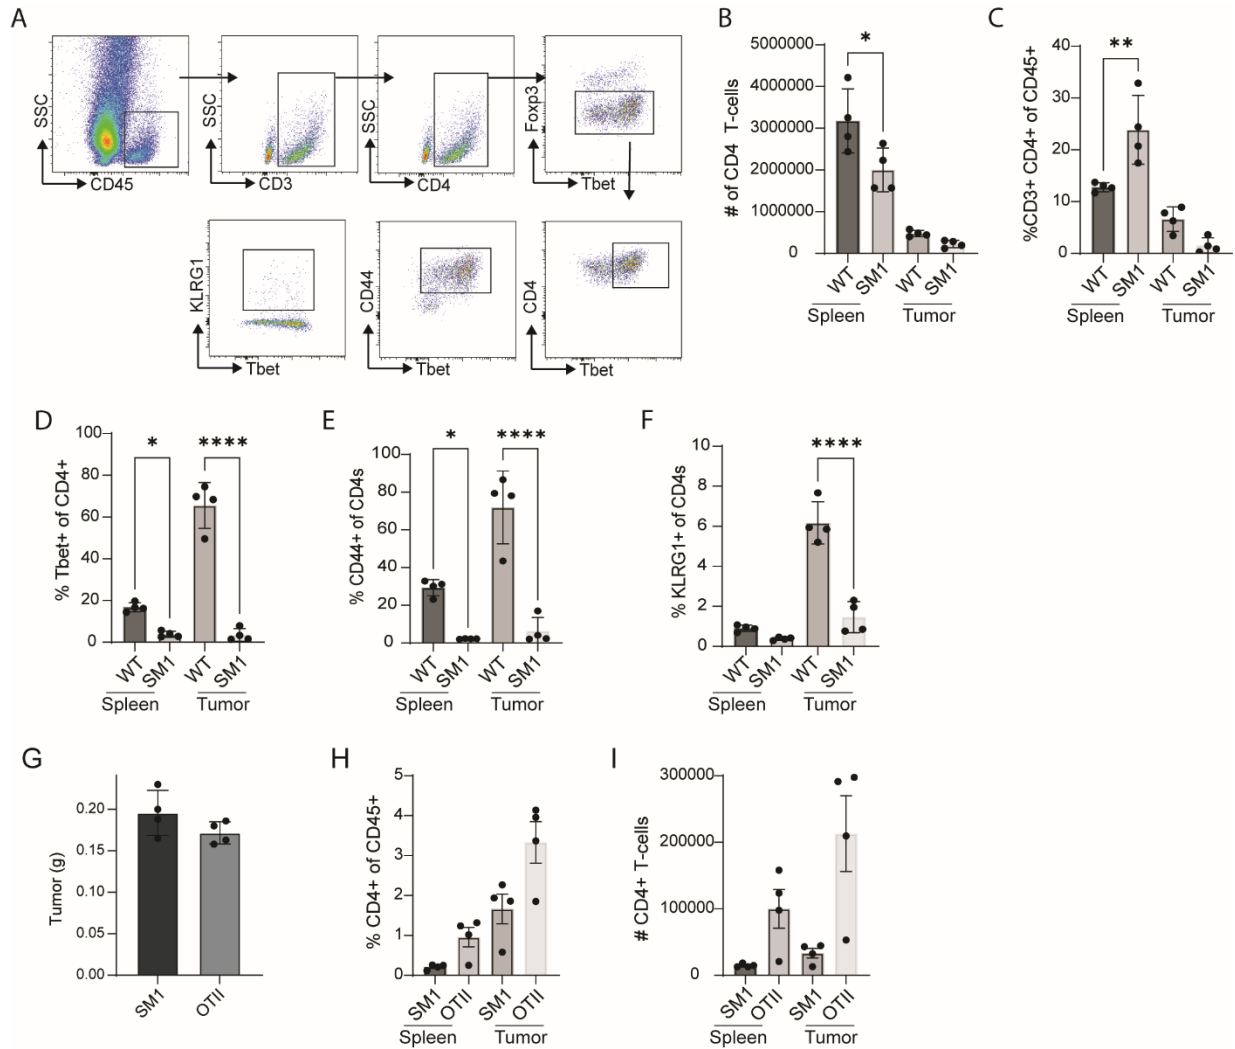 A
SSC
CD45
SSC
CD3
SSC
CD4
Foxp3
Tbet
KLRG1
Tbet
CD44
Tbet
CD4
Tbet
B
# of CD4 T-cells
5000000
4000000
3000000
2000000
1000000
0
*
WT
SM1
WT
SM1
Spleen
Tumor
C
%CD3+ CD4+ of CD45+
40
30
20
10
0
**
WT
SM1
WT
SM1
Spleen
Tumor
D
% Tbet+ of CD4+
100
80
60
40
20
0
*
****
WT
SM1
WT
SM1
Spleen
Tumor
E
% CD44+ of CD4s
100
80
60
40
20
0
*
****
WT
SM1
WT
SM1
Spleen
Tumor
F
% KLRG1+ of CD4s
10
8
6
4
2
0
****
WT
SM1
WT
SM1
Spleen
Tumor
G
Tumor (g)
0.20
0.15
0.10
0.05
0.00
SM1
OTII
H
% CD4+ of CD45+
5
4
3
2
1
0
SM1
OTII
SM1
OTII
Spleen
Tumor
I
# CD4+ T-cells
300000
200000
100000
0
SM1
OTII
SM1
OTII
Spleen
Tumor